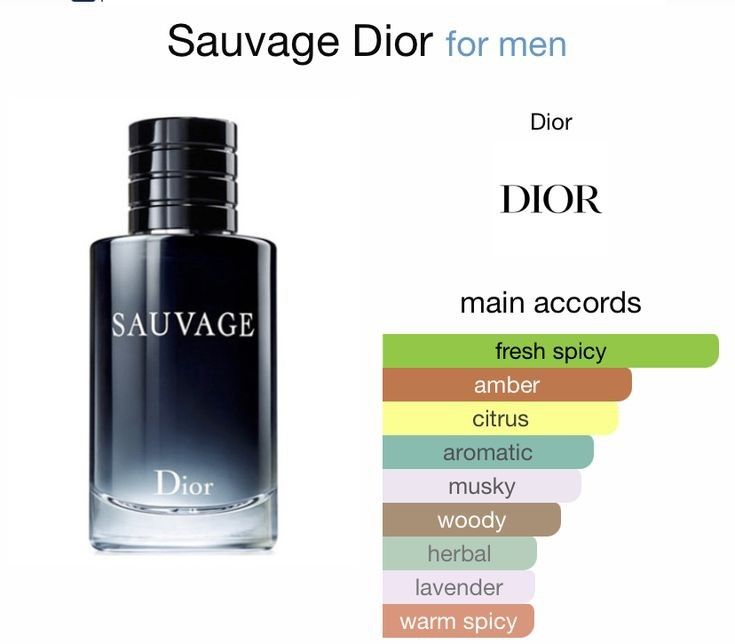 Sauvage Dior for men
SAUVAGE
Dior
Dior
DIOR
main accords
fresh spicy
amber
citrus
aromatic
musky
woody
herbal
lavender
warm spicy